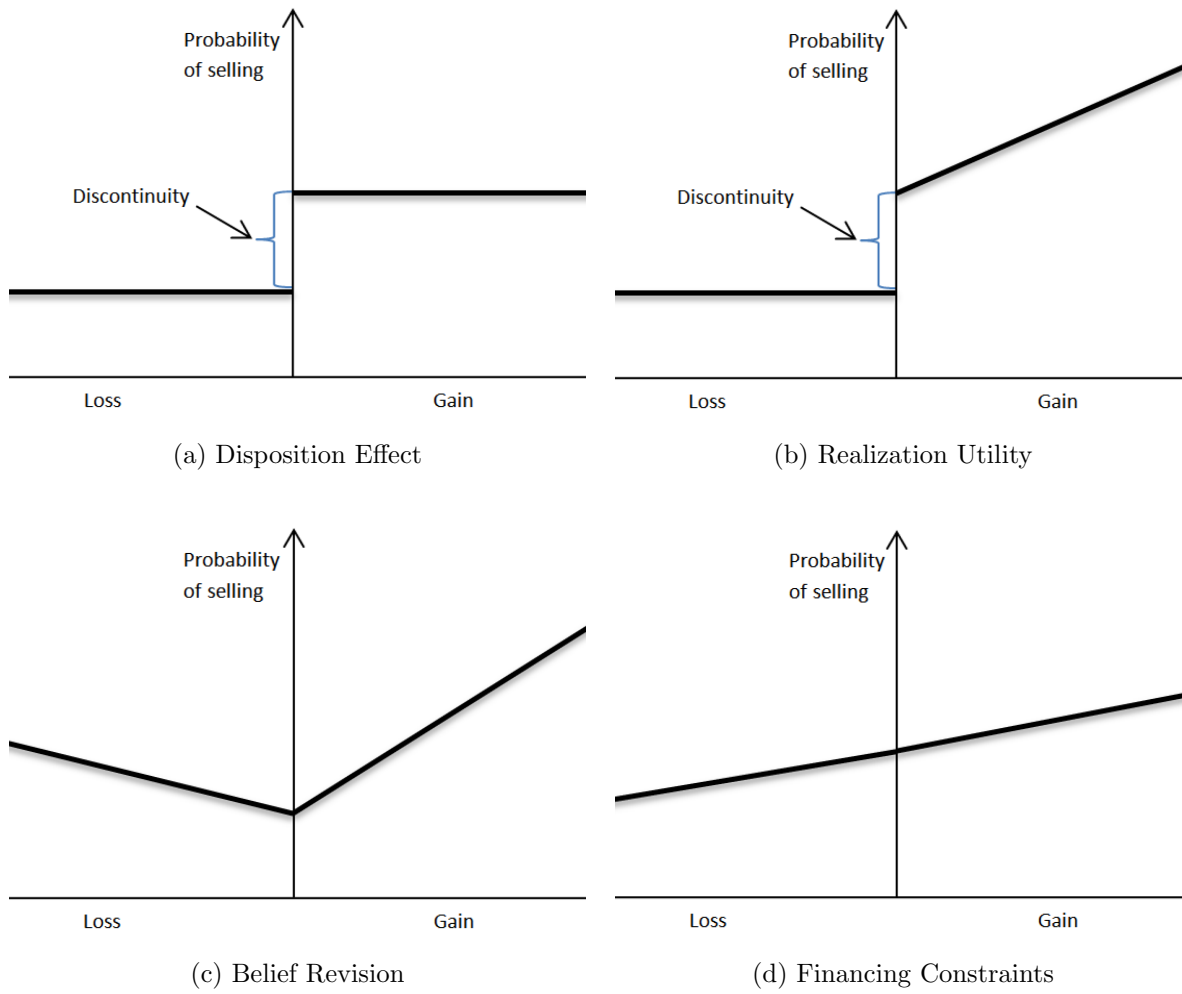 Probability
of selling
Discontinuity
Loss
Gain
(a) Disposition Effect
Probability
of selling
Discontinuity
Loss
Gain
(b) Realization Utility
Probability
of selling
Loss
Gain
(c) Belief Revision
Probability
of selling
Loss
Gain
(d) Financing Constraints